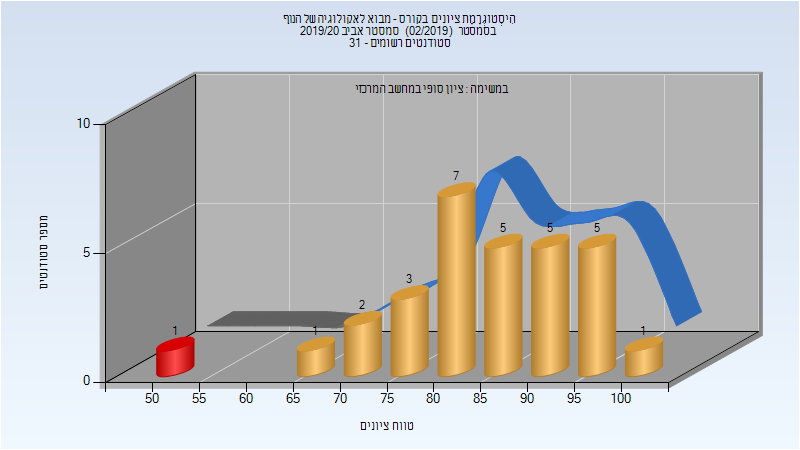 היסטוגרמת ציונים בקורס - מבוא לאקולוגיה של הנוף
בסמסטר (02/2019) סמסטר אביב 2019/20
סטודנטים רשומים - 31
במשימה : ציון סופי במחשב המרכזי
מספר סטודנטים
10
5
0
1
1
2
3
7
5
5
5
1
50 55 60 65 70 75 80 85 90 95 100
טווח ציונים